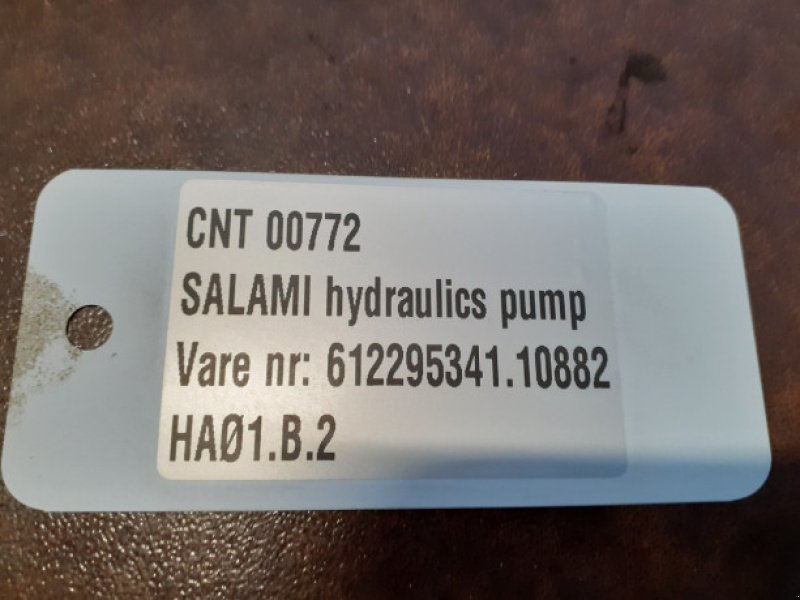 CNT 00772
SALAMI hydraulics pump
Vare nr: 612295341.10882
HAØ1.B.2